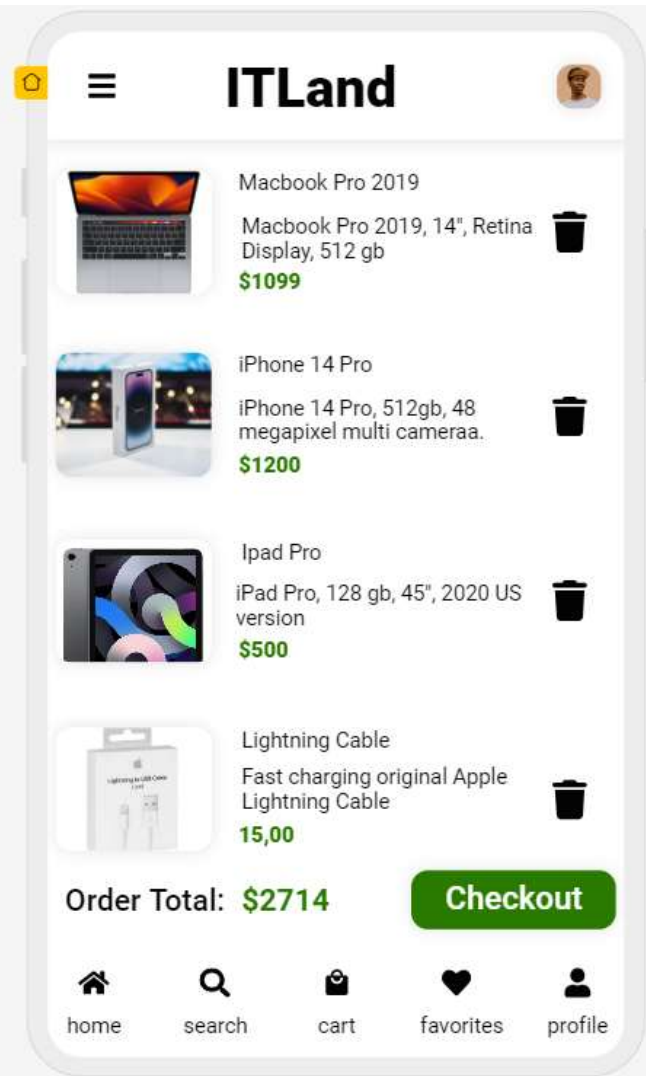 ITLand
Macbook Pro 2019
Macbook Pro 2019, 14", Retina
Display, 512 gb
$1099
iPhone 14 Pro
iPhone 14 Pro, 512gb, 48
megapixel multi cameraa.
$1200
Ipad Pro
iPad Pro, 128 gb, 45", 2020 US
version
$500
Lightning Cable
Fast charging original Apple
Lightning Cable
15,00
Order Total: $2714
Checkout
home
search
cart
favorites
profile